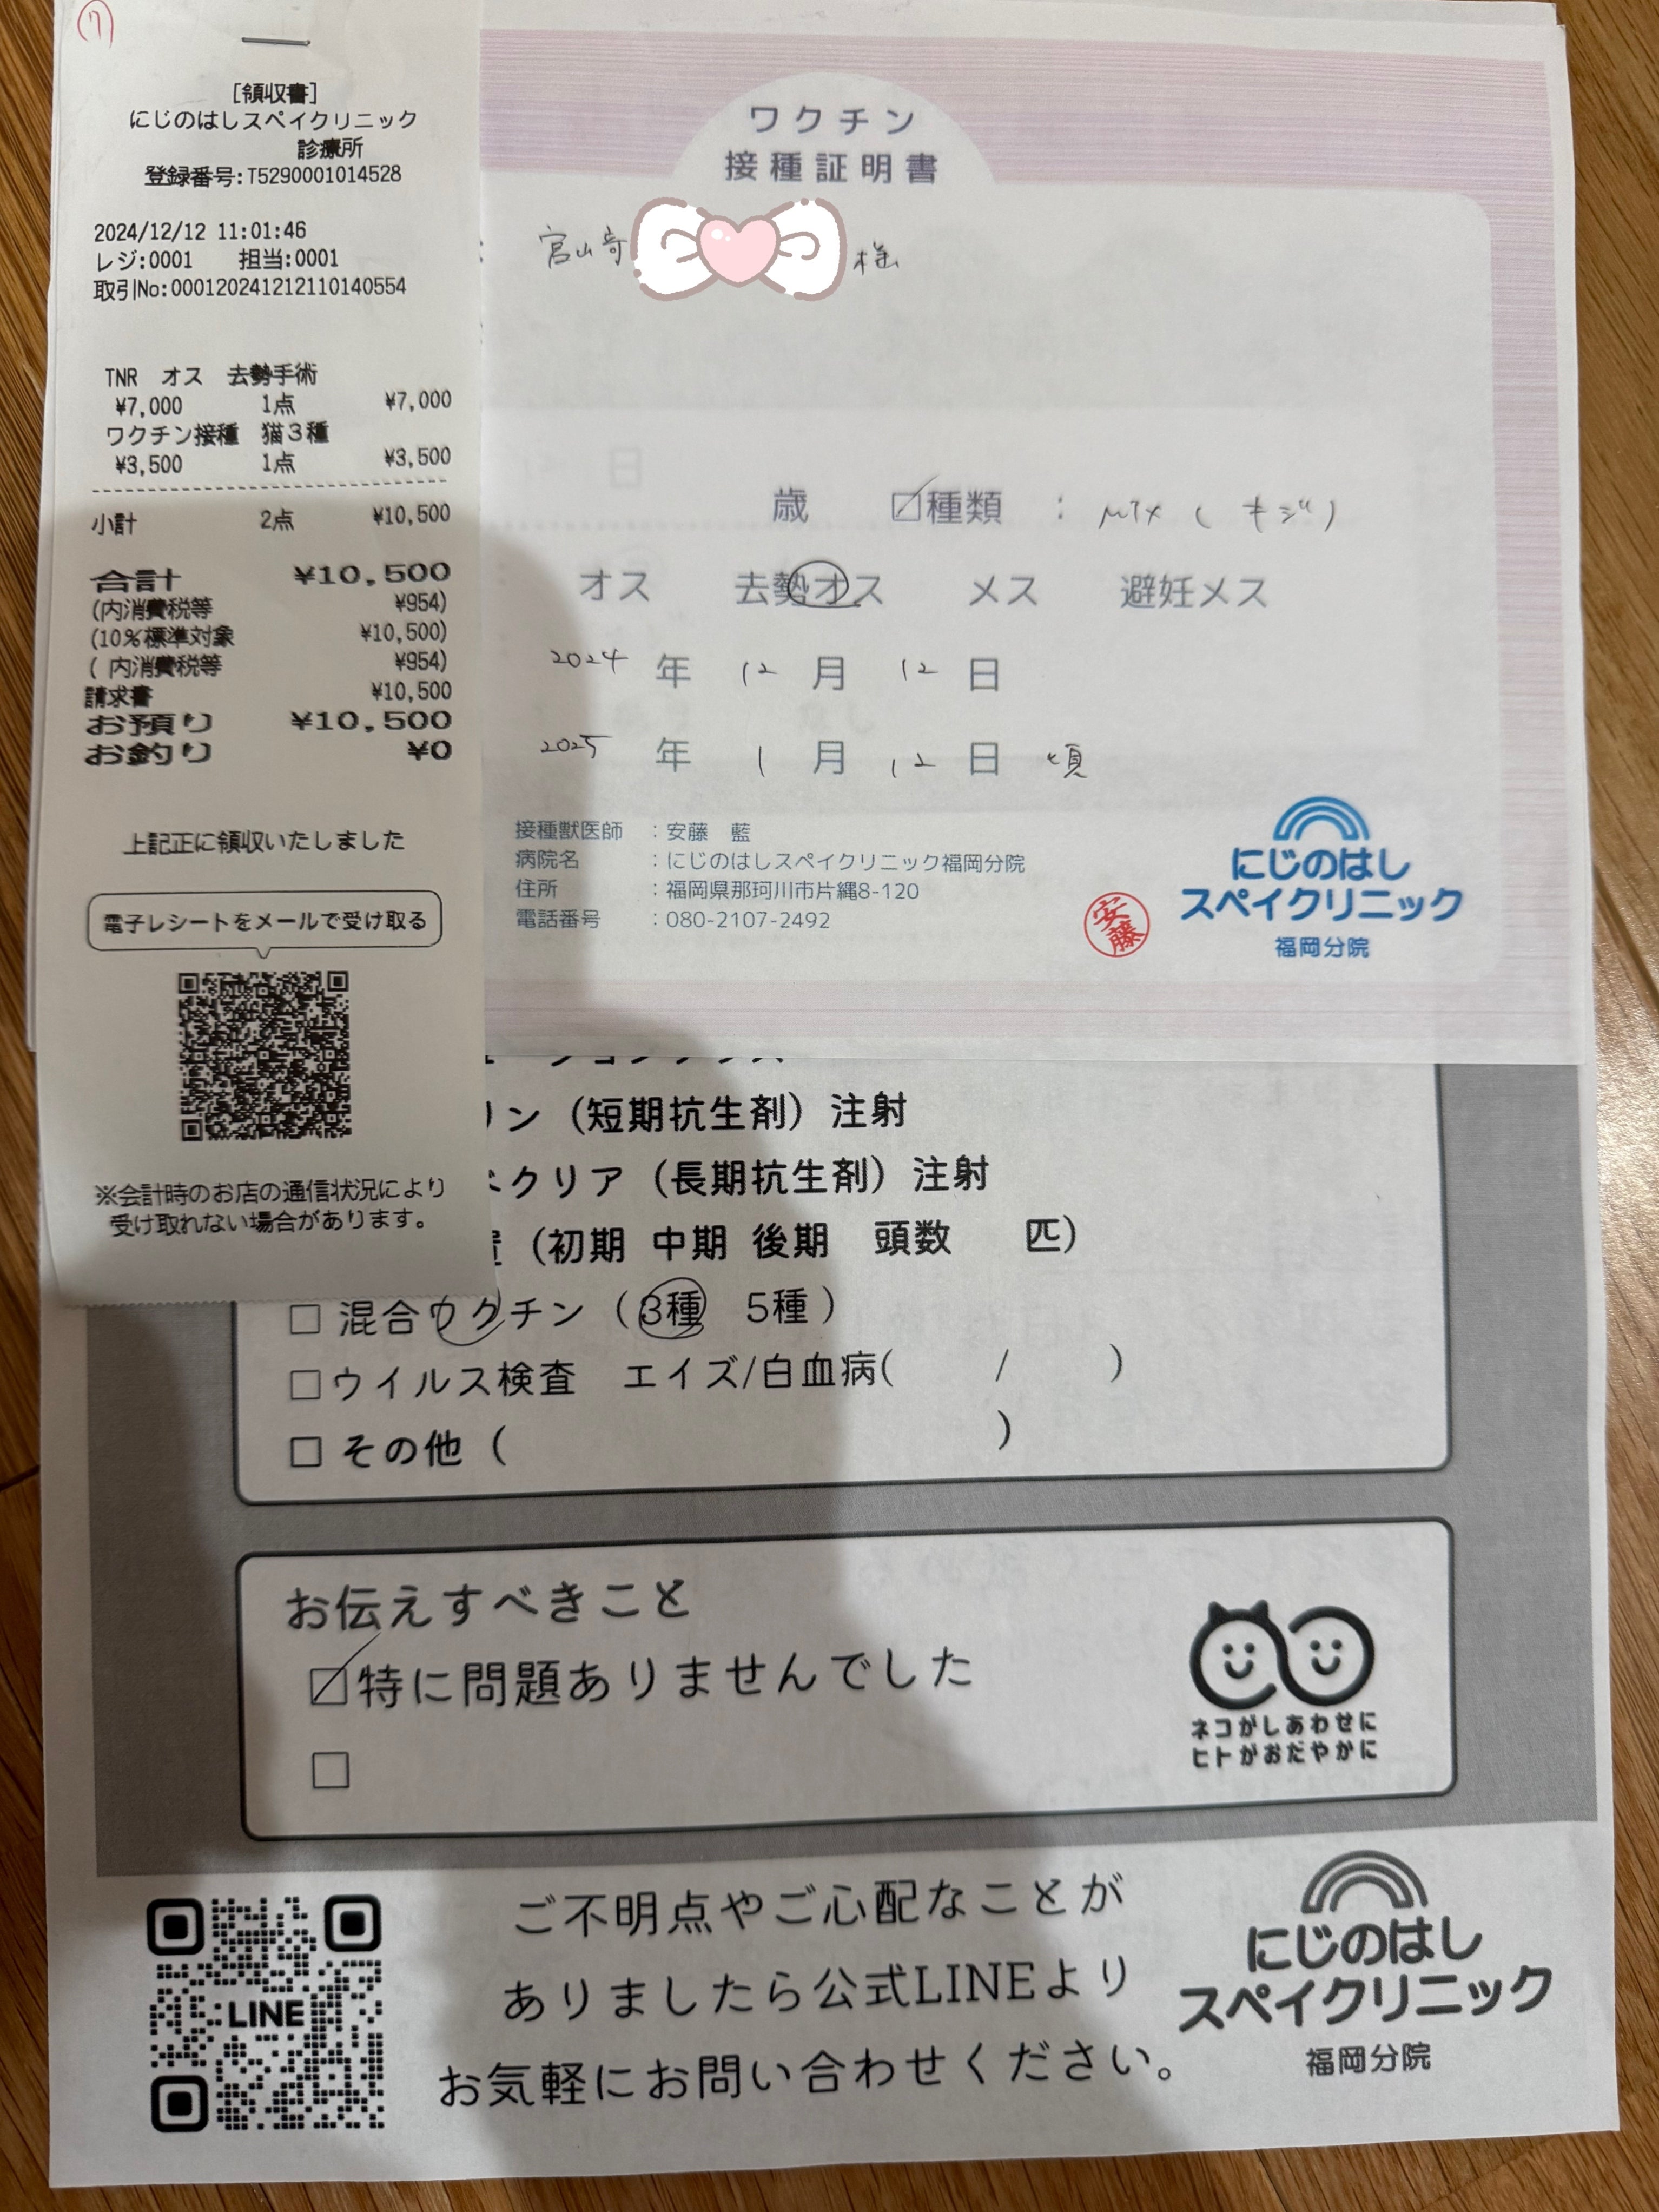 (7)
[領収書]
にじのはしスペイクリニック
診療所
登録番号:T5290001014528
2024/12/12 11:01:46
レジ:0001 担当:0001
取引No:00012024121211014​0554
TNR オス 去勢手術
¥7,000 1点 ¥7,000
ワクチン接種 猫3種
¥3,500 1点 ¥3,500
小計 2点 ¥10,500
合計 ¥10,500
(内消費税等 ¥954)
(10%標準対象 ¥10,500)
( 内消費税等 ¥954)
請求書 ¥10,500
お預り ¥10,500
お釣り ¥0
上記正に領収いたしました
電子レシートをメールで受け取る
※会計時のお店の通信状況により
受け取れない場合があります。
ワクチン
接種証明書
宮崎 様
日
歳 ☑種類 : MIX ( キジ )
オス 去勢オス メス 避妊メス
2024 年 12 月 12 日
2025 年 1 月 12 日 頃
接種獣医師 : 安藤 藍
病院名 : にじのはしスペイクリニック福岡分院
住所 : 福岡県那珂川市片縄8-120
電話番号 : 080-2107-2492
安藤
にじのはし
スペイクリニック
福岡分院
リン(短期抗生剤)注射
ベクリア(長期抗生剤)注射
(初期 中期 後期 頭数 匹)
□ 混合ワクチン(3種 5種)
□ ウイルス検査 エイズ/白血病( / )
□ その他( )
お伝えすべきこと
☑特に問題ありませんでした
□
ネコがしあわせに
ヒトがおだやかに
LINE
ご不明点やご心配なことが
ありましたら公式LINEより
お気軽にお問い合わせください。
にじのはし
スペイクリニック
福岡分院